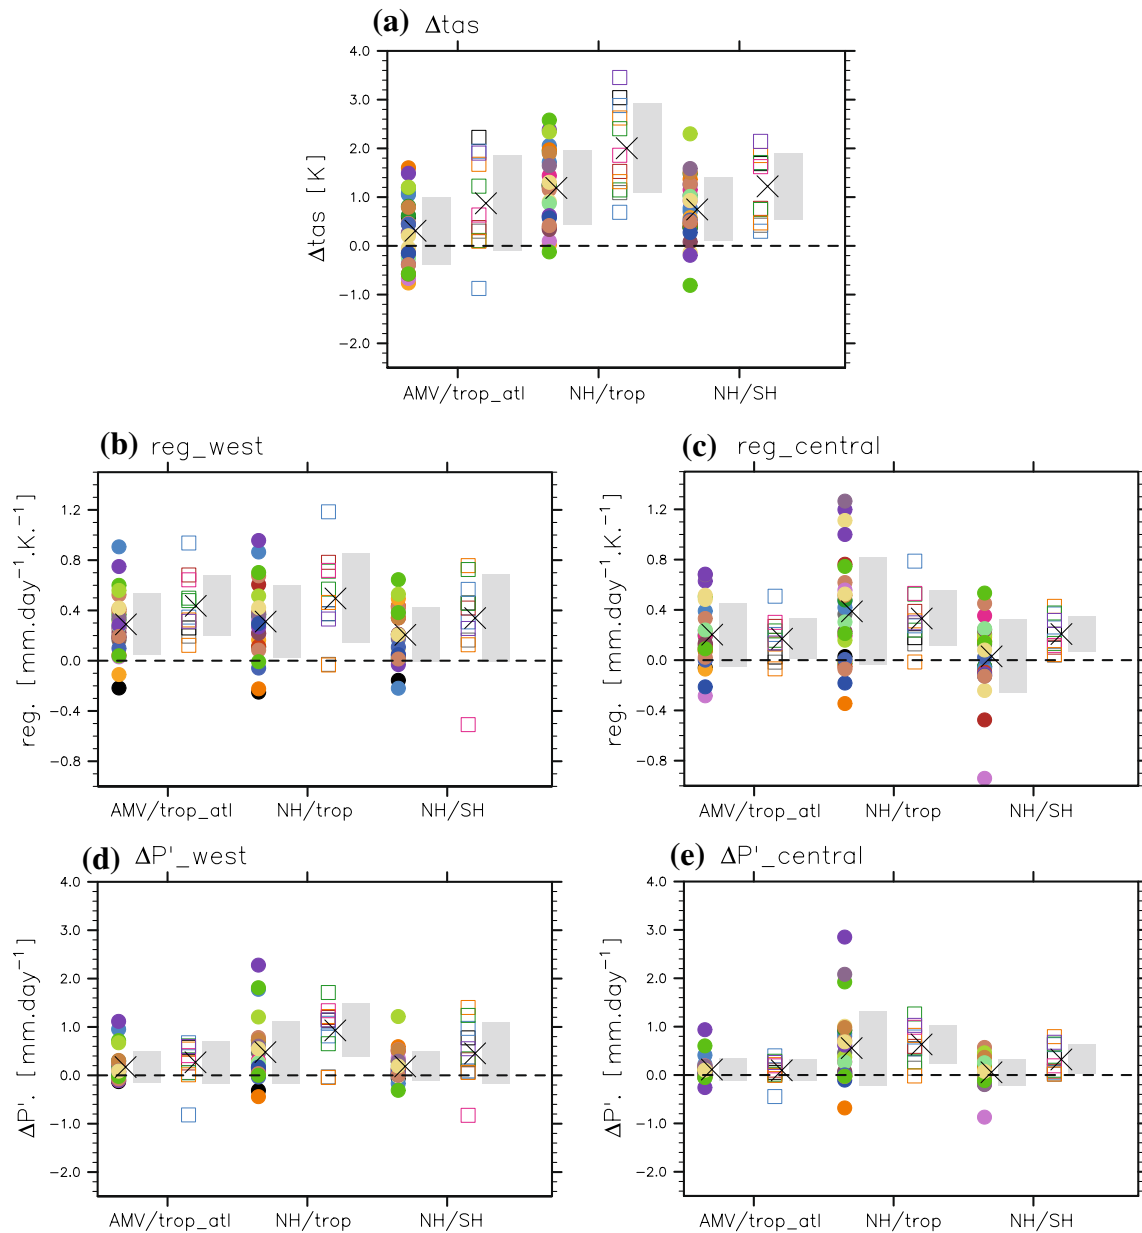 (a) Δtas
4.0
3.0
2.0
1.0
0.0
−1.0
−2.0
Δtas [K]
AMV/trop_atl NH/trop NH/SH
(b) reg_west
1.2
0.8
0.4
0.0
−0.4
−0.8
reg. [mm.day⁻¹.K.⁻¹]
AMV/trop_atl NH/trop NH/SH
(c) reg_central
1.2
0.8
0.4
0.0
−0.4
−0.8
reg. [mm.day⁻¹.K.⁻¹]
AMV/trop_atl NH/trop NH/SH
(d) ΔP'_west
4.0
3.0
2.0
1.0
0.0
−1.0
−2.0
ΔP'. [mm.day⁻¹]
AMV/trop_atl NH/trop NH/SH
(e) ΔP'_central
4.0
3.0
2.0
1.0
0.0
−1.0
−2.0
ΔP'. [mm.day⁻¹]
AMV/trop_atl NH/trop NH/SH